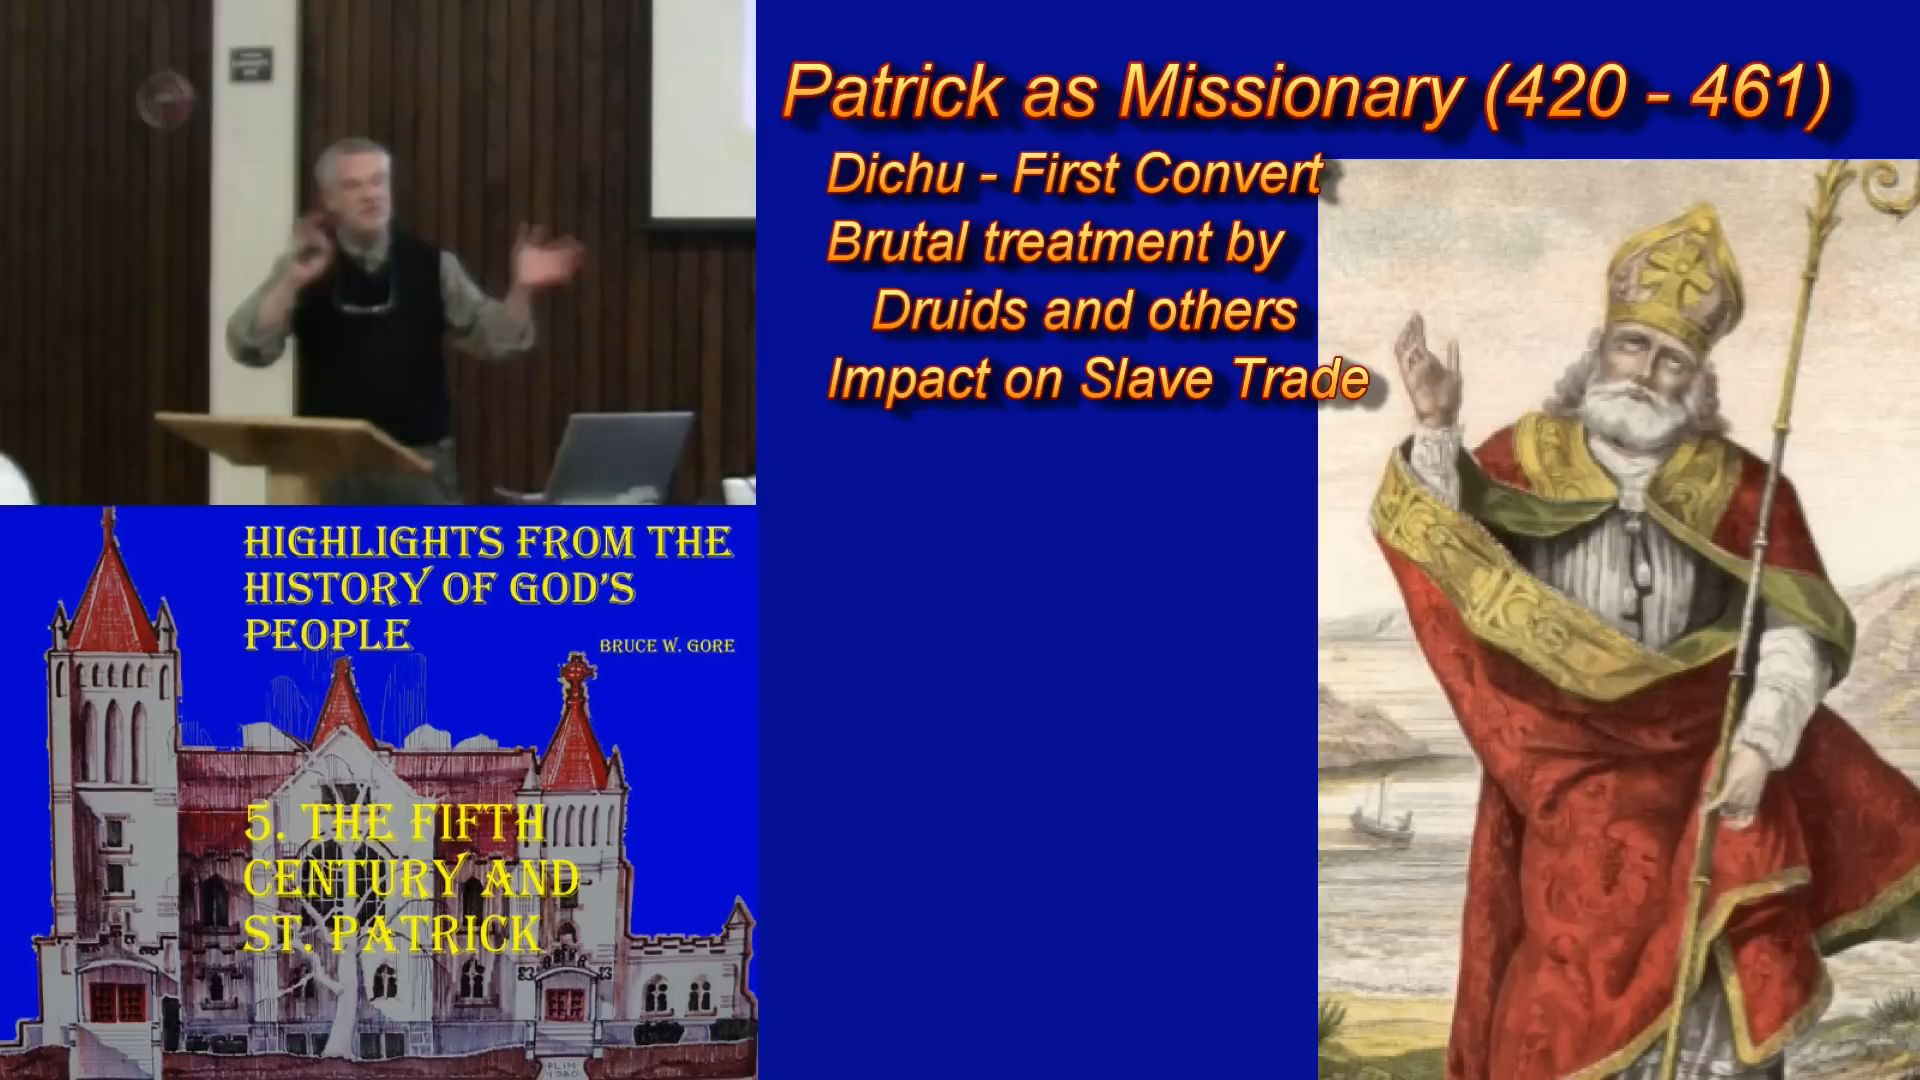 Patrick as Missionary (420 - 461)
Dichu - First Convert
Brutal treatment by
Druids and others
Impact on Slave Trade
HIGHLIGHTS FROM THE
HISTORY OF GOD'S
PEOPLE
BRUCE W. GORE
5. THE FIFTH
CENTURY AND
ST. PATRICK